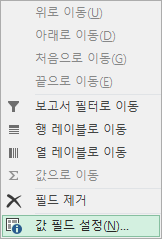 위로 이동(U)
아래로 이동(D)
처음으로 이동(G)
끝으로 이동(E)
보고서 필터로 이동
행 레이블로 이동
열 레이블로 이동
Σ 값으로 이동
필드 제거
값 필드 설정(N)...